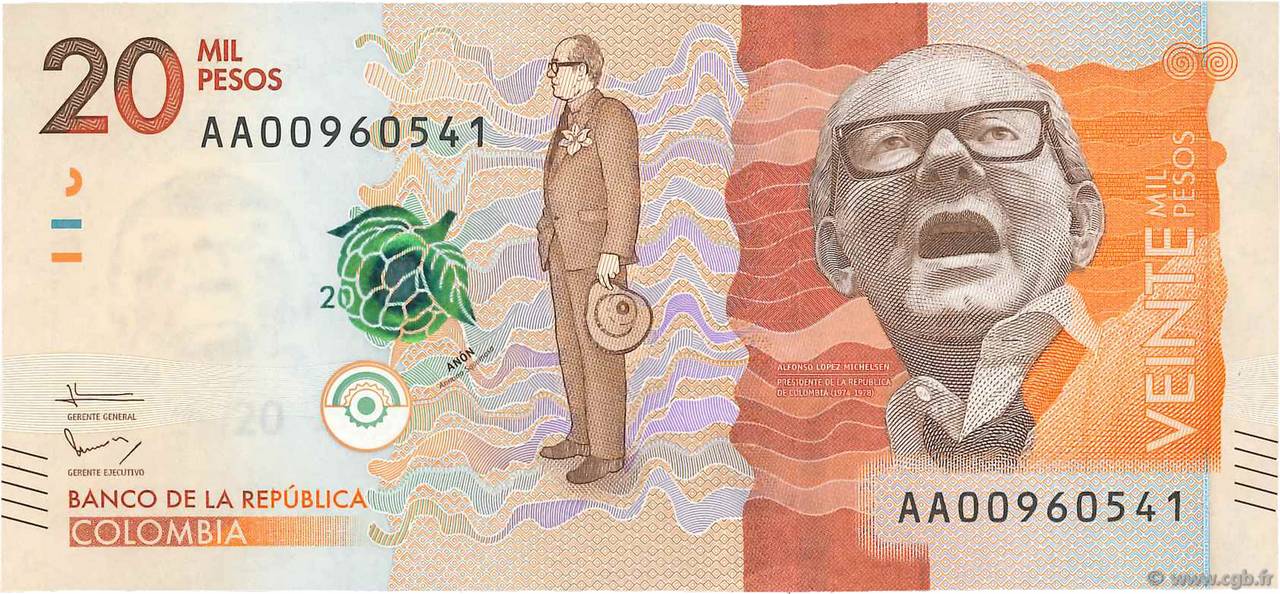 20 MIL
PESOS
AA00960541
20
ANÓN
20
ALFONSO LÓPEZ MICHELSEN
PRESIDENTE DE LA REPÚBLICA
DE COLOMBIA (1974-1978)
VEINTE MIL
PESOS
GERENTE GENERAL
GERENTE EJECUTIVO
BANCO DE LA REPÚBLICA
COLOMBIA
AA00960541
© www.cgb.fr